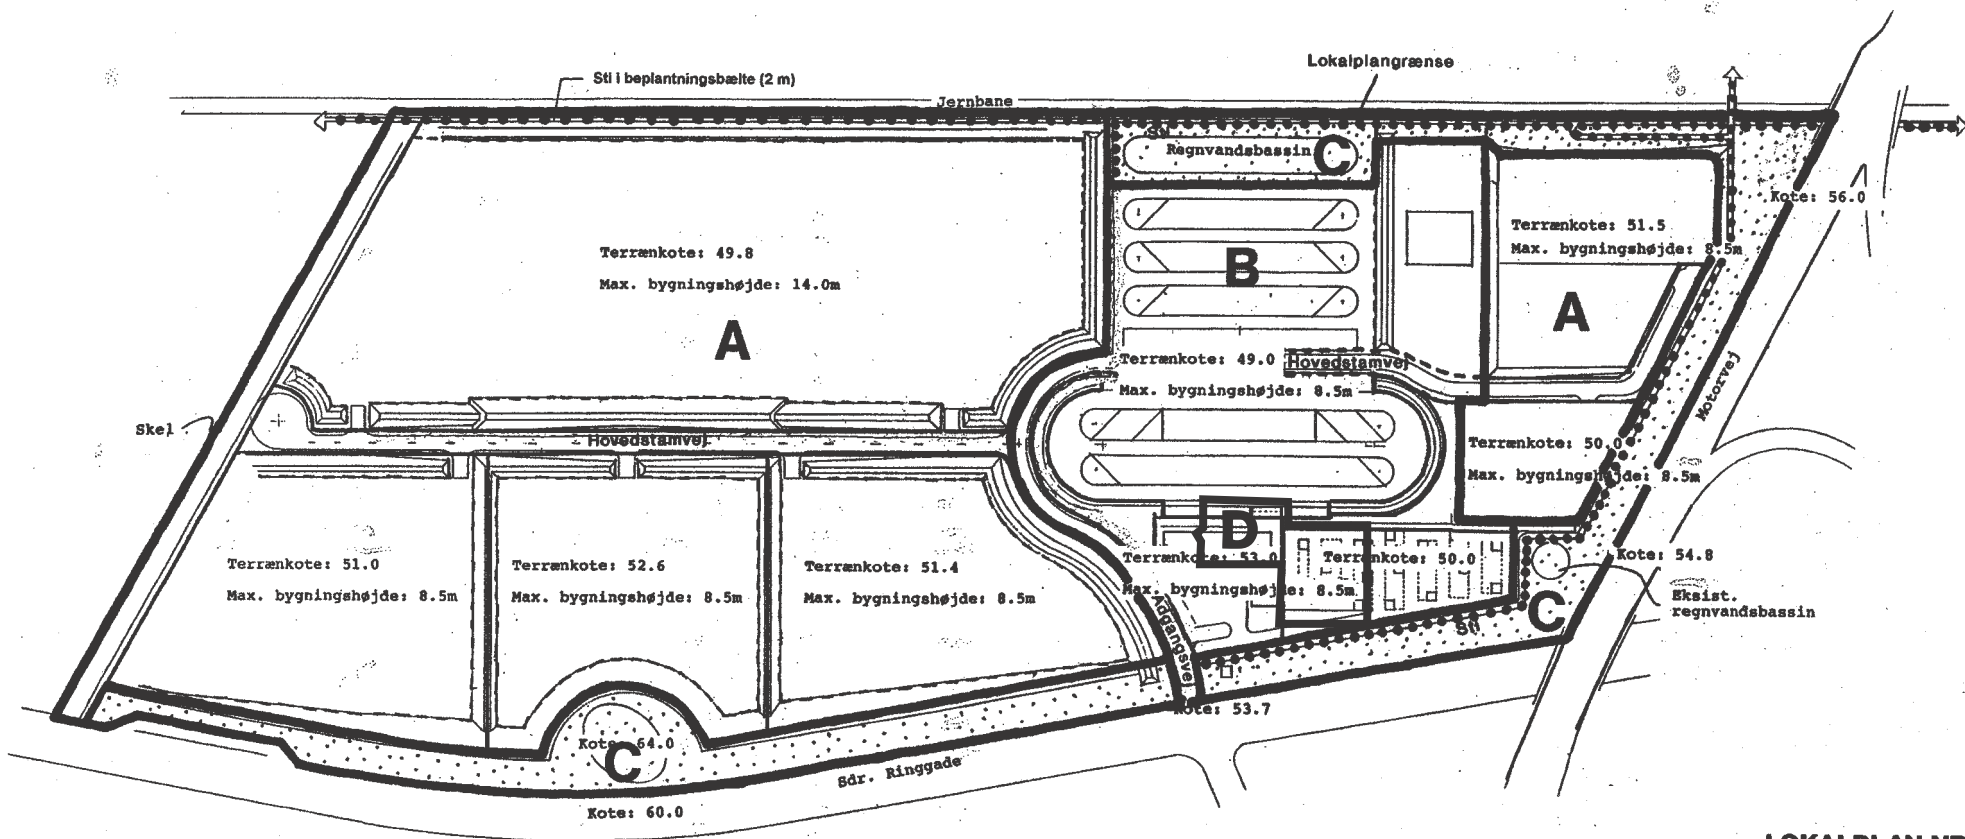 Lokalplangrænse
Sti i beplantningsbælte (2 m)
Jernbane
Sti
Regnvandsbassin
C
Kote: 56.0
Terrænkote: 51.5
Max. bygningshøjde: 8.5m
Terrænkote: 49.8
Max. bygningshøjde: 14.0m
B
A
A
Terrænkote: 49.0
Hovedstamvej
Max. bygningshøjde: 8.5m
Motorvej
Skel
Hovedstamvej
Terrænkote: 50.0
Max. bygningshøjde: 8.5m
D
Terrænkote: 53.0
Terrænkote: 50.0
Kote: 54.8
Terrænkote: 51.0
Max. bygningshøjde: 8.5m
Terrænkote: 52.6
Max. bygningshøjde: 8.5m
Terrænkote: 51.4
Max. bygningshøjde: 8.5m
Max. bygningshøjde: 8.5m
Eksist.
regnvandsbassin
C
Sti
Adgangsvej
Kote: 53.7
Kote: 64.0
C
Sdr. Ringgade
Kote: 60.0